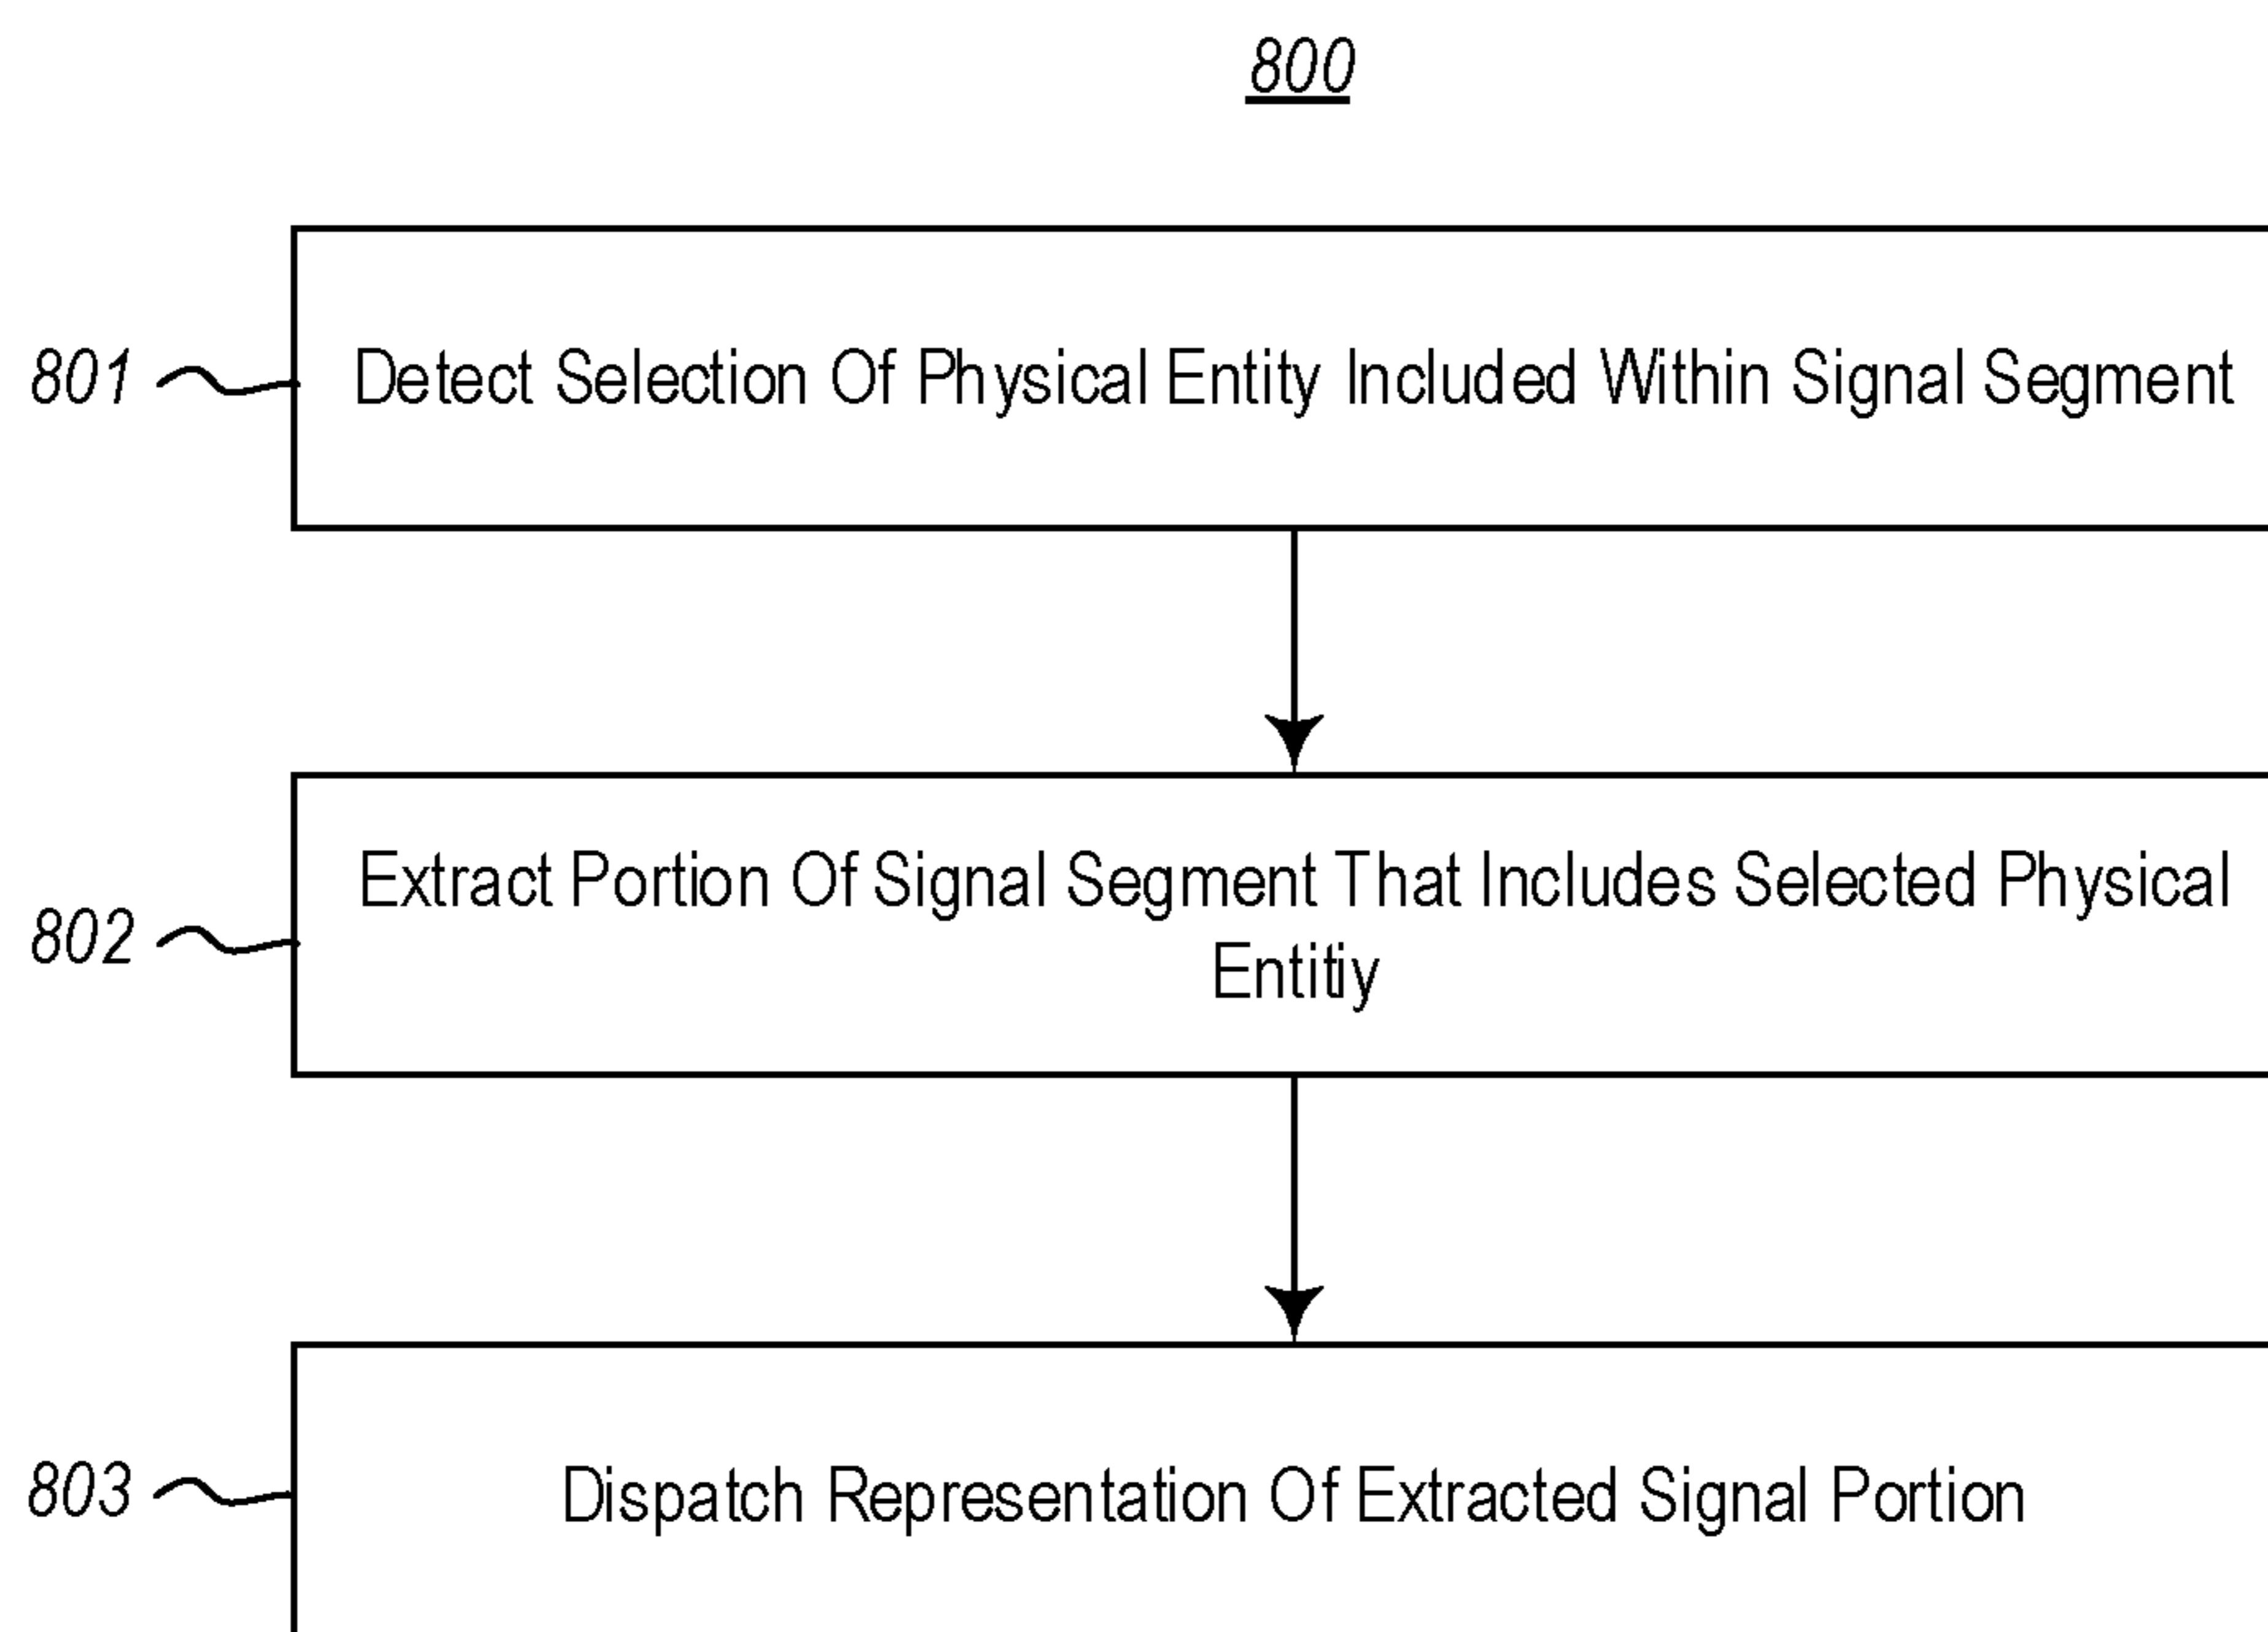 800
801
Detect Selection Of Physical Entity Included Within Signal Segment
802
Extract Portion Of Signal Segment That Includes Selected Physical
Entitiy
803
Dispatch Representation Of Extracted Signal Portion